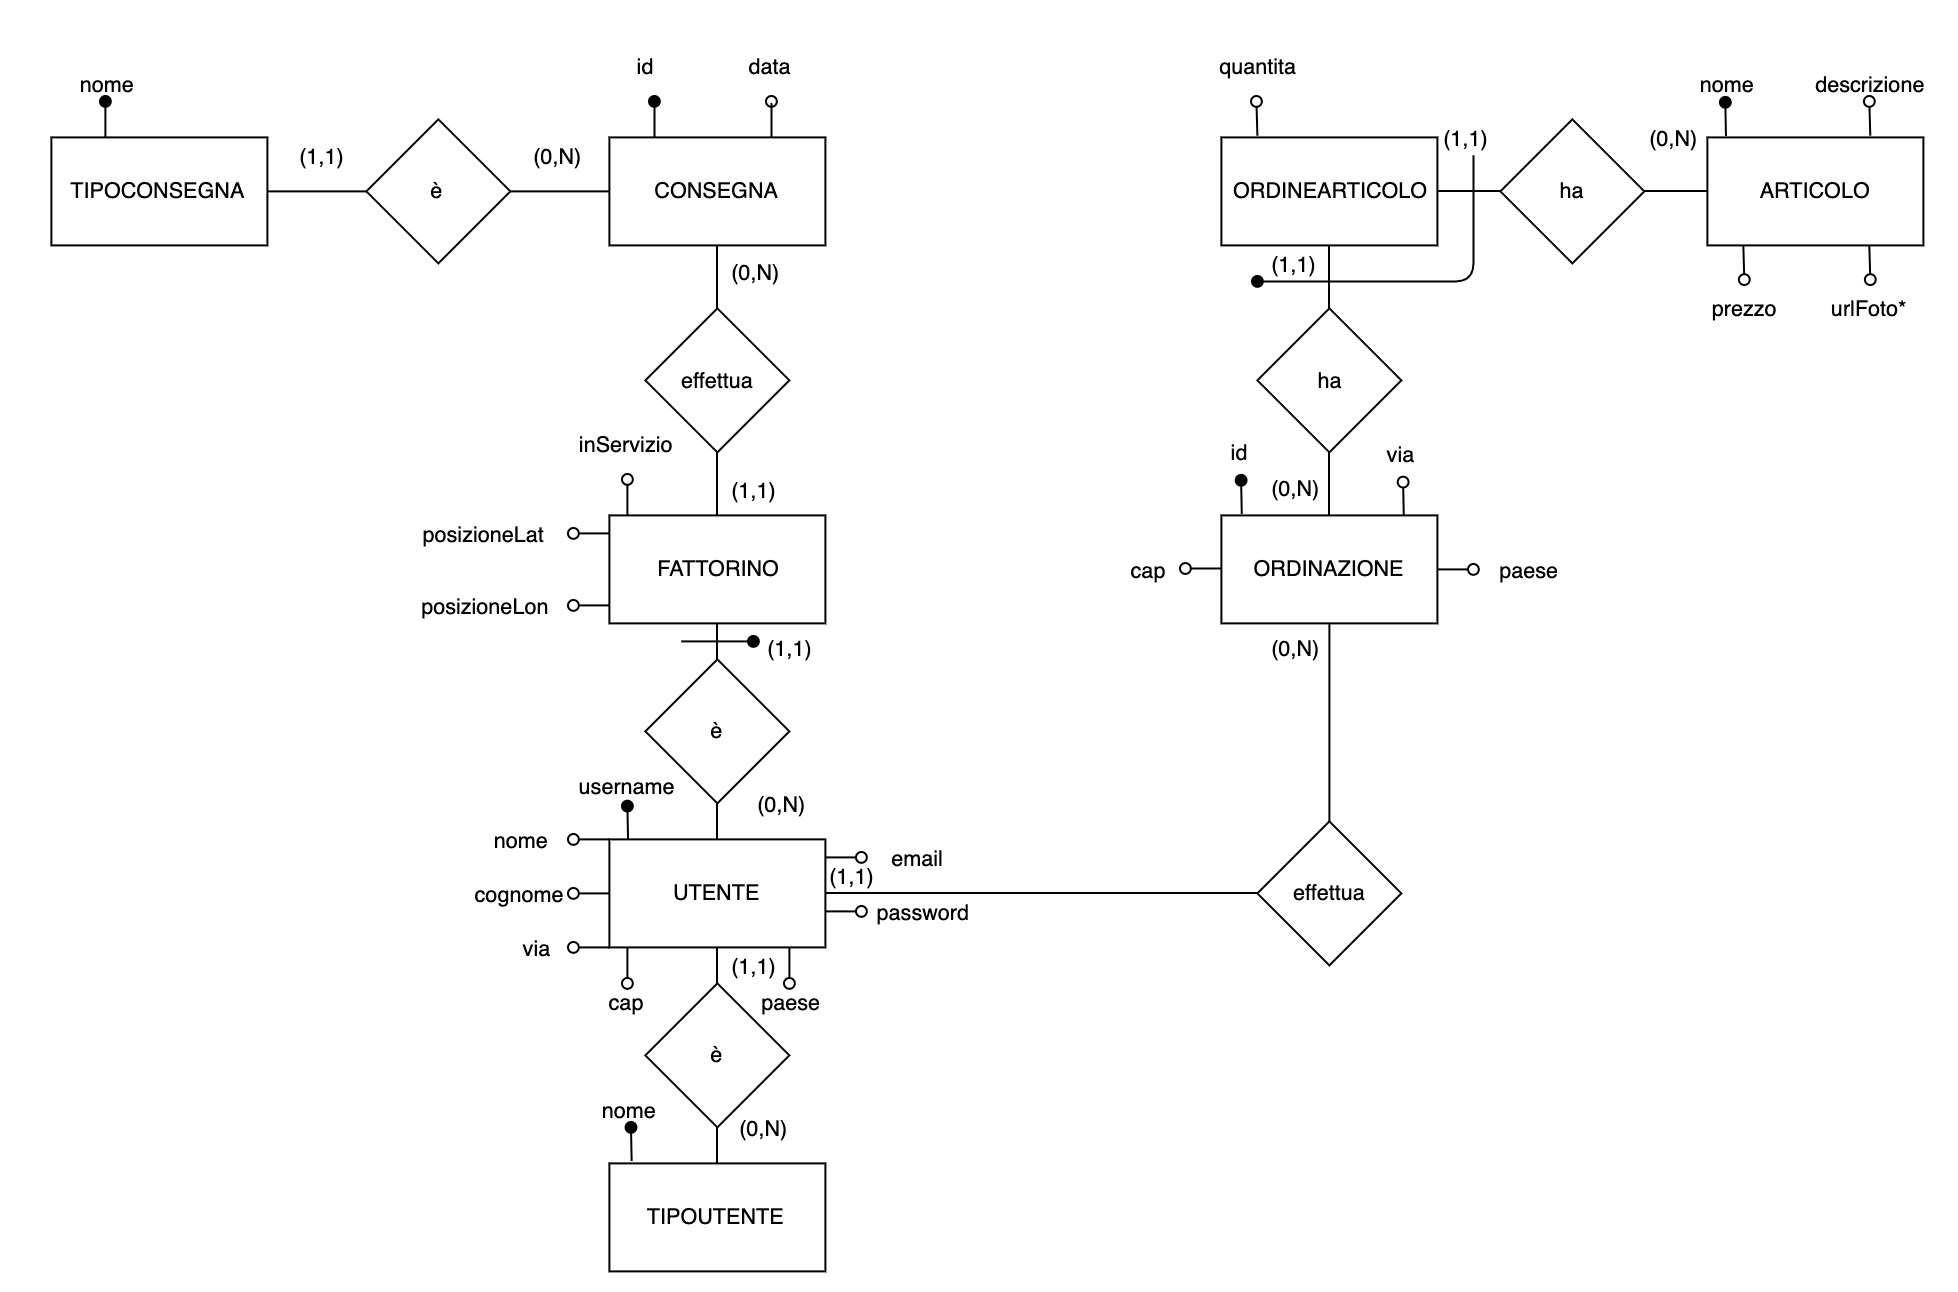 id
data
quantita
nome
nome
descrizione
(1,1)
(0,N)
(1,1)
(0,N)
TIPOCONSEGNA
è
CONSEGNA
ORDINEARTICOLO
ha
ARTICOLO
(0,N)
(1,1)
prezzo
urlFoto*
effettua
ha
inServizio
id
via
(1,1)
(0,N)
posizioneLat
FATTORINO
cap
ORDINAZIONE
paese
posizioneLon
(1,1)
(0,N)
è
username
(0,N)
nome
email
(1,1)
cognome
UTENTE
effettua
password
via
(1,1)
cap
paese
è
nome
(0,N)
TIPOUTENTE